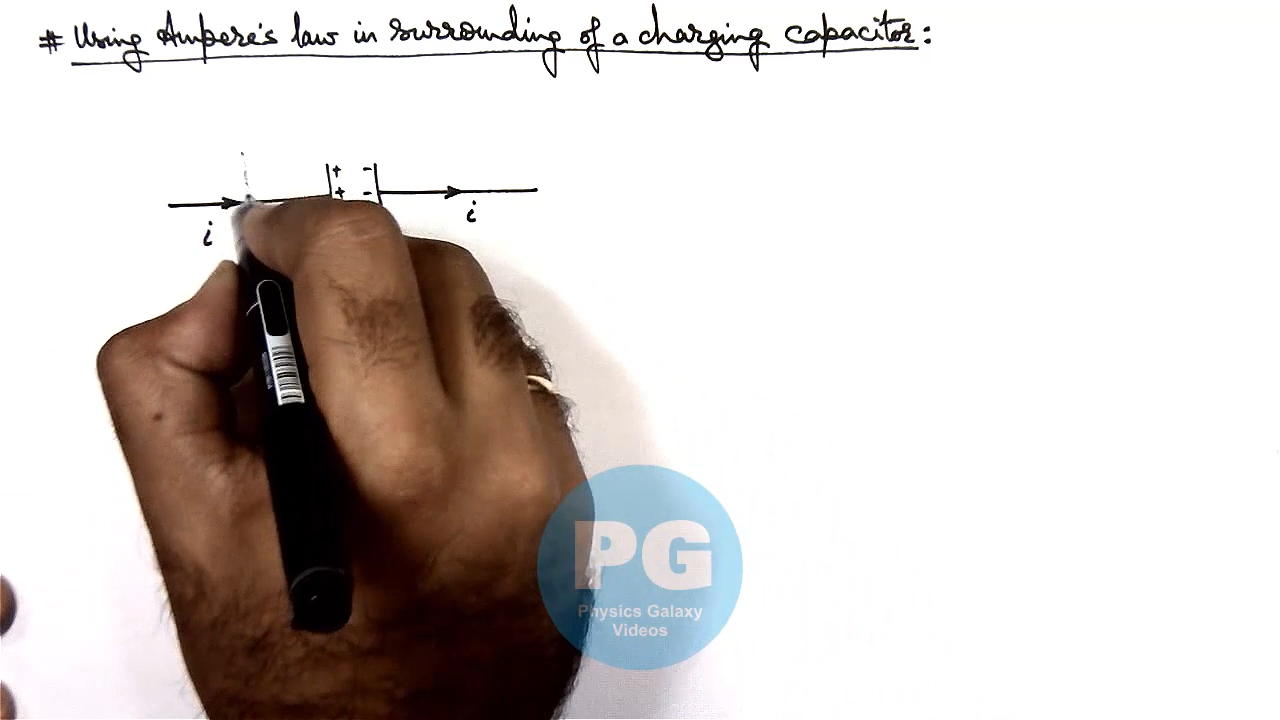 # Using Ampere's law in surrounding of a charging capacitor:
+ -
+ -
i
i
PG
Physics Galaxy
Videos